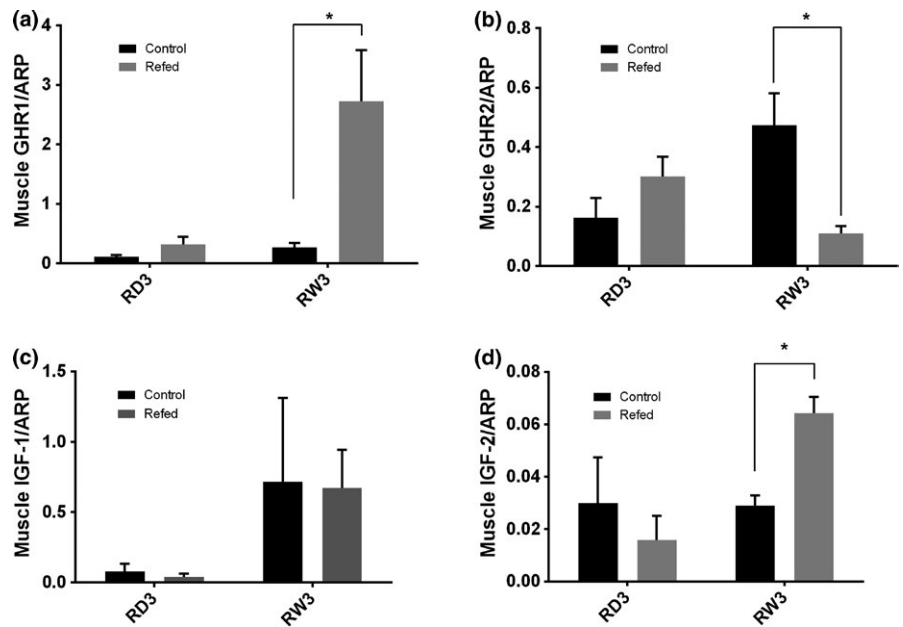 (a)
Muscle GHR1/ARP
4
3
2
1
0
Control
Refed
*
RD3
RW3
(b)
Muscle GHR2/ARP
0.8
0.6
0.4
0.2
0.0
Control
Refed
*
RD3
RW3
(c)
Muscle IGF-1/ARP
1.5
1.0
0.5
0.0
Control
Refed
RD3
RW3
(d)
Muscle IGF-2/ARP
0.08
0.06
0.04
0.02
0.00
Control
Refed
*
RD3
RW3